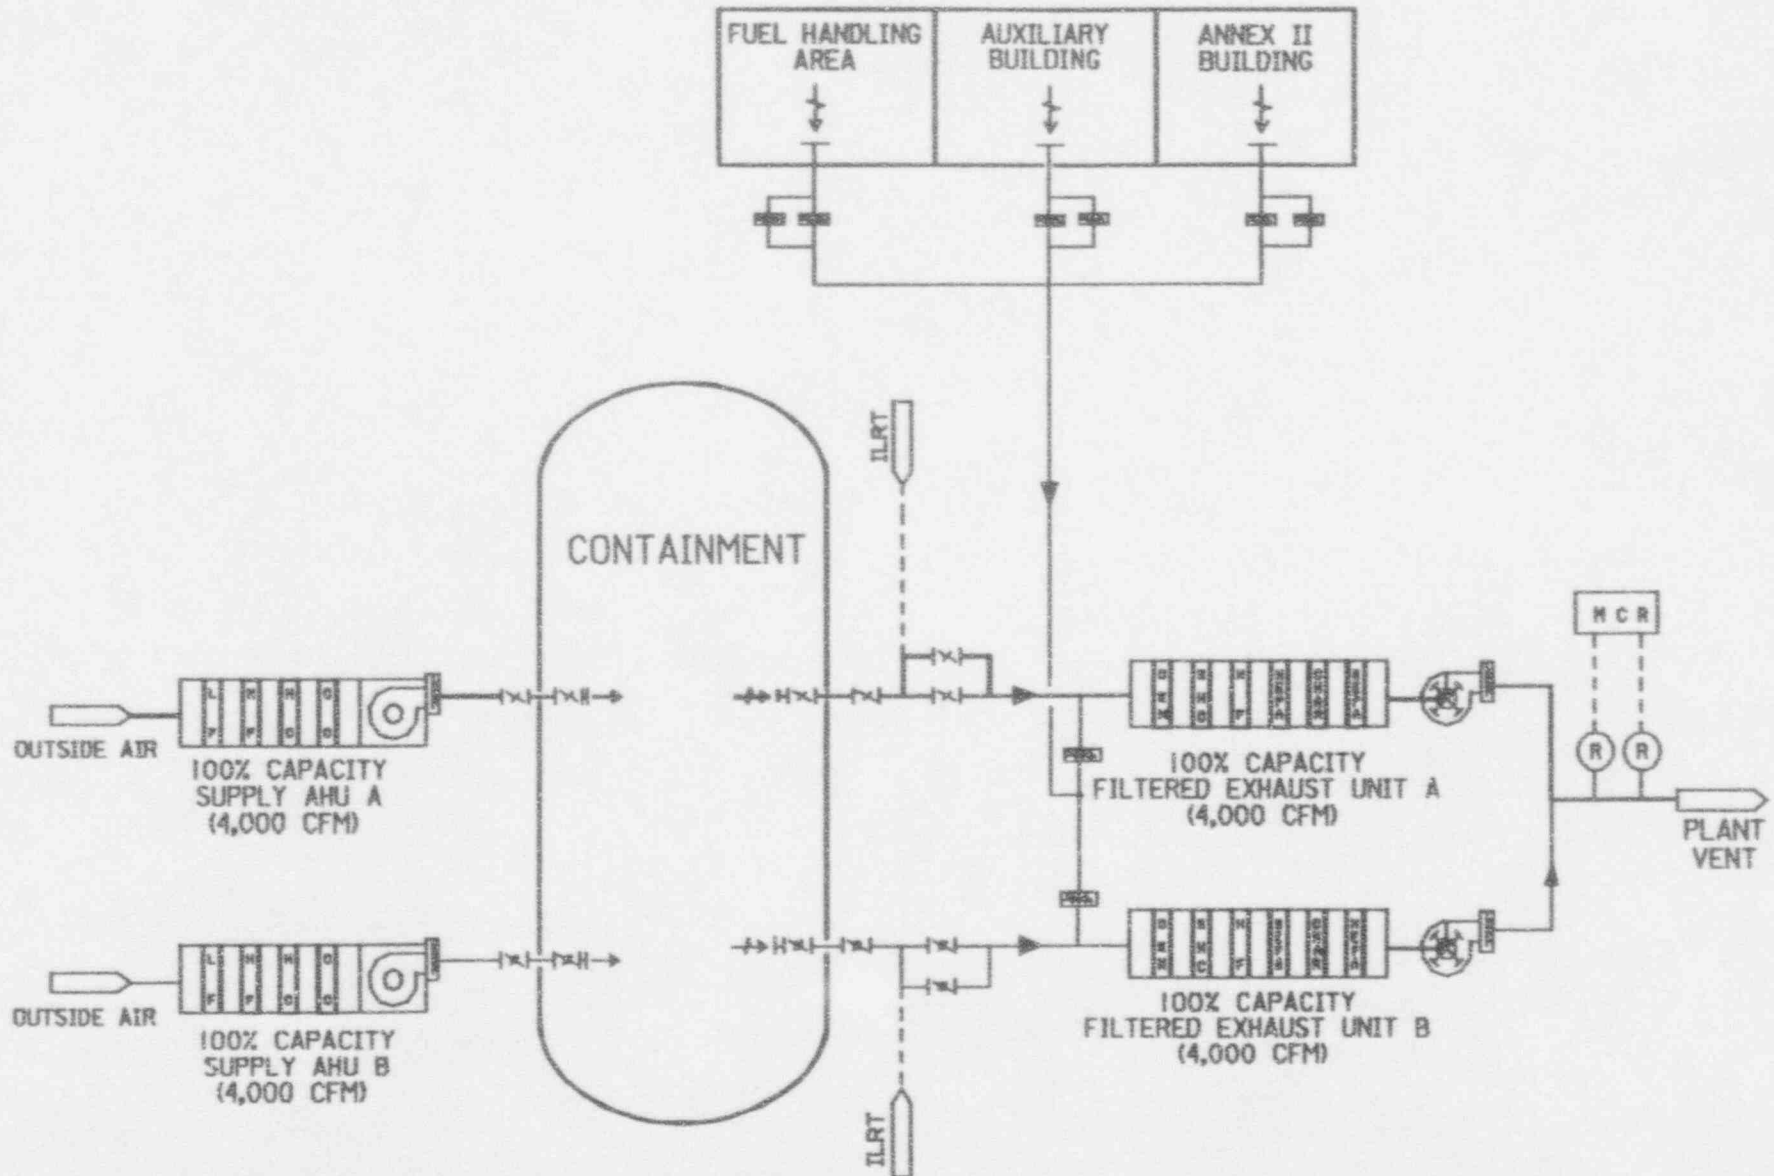 FUEL HANDLING
AREA
AUXILIARY
BUILDING
ANNEX II
BUILDING
ILRT
CONTAINMENT
M C R
OUTSIDE AIR
L
F
H
F
H
C
C
C
100% CAPACITY
SUPPLY AHU A
(4,000 CFM)
100% CAPACITY
FILTERED EXHAUST UNIT A
(4,000 CFM)
R
R
PLANT
VENT
OUTSIDE AIR
L
F
H
F
H
C
C
C
100% CAPACITY
SUPPLY AHU B
(4,000 CFM)
100% CAPACITY
FILTERED EXHAUST UNIT B
(4,000 CFM)
ILRT